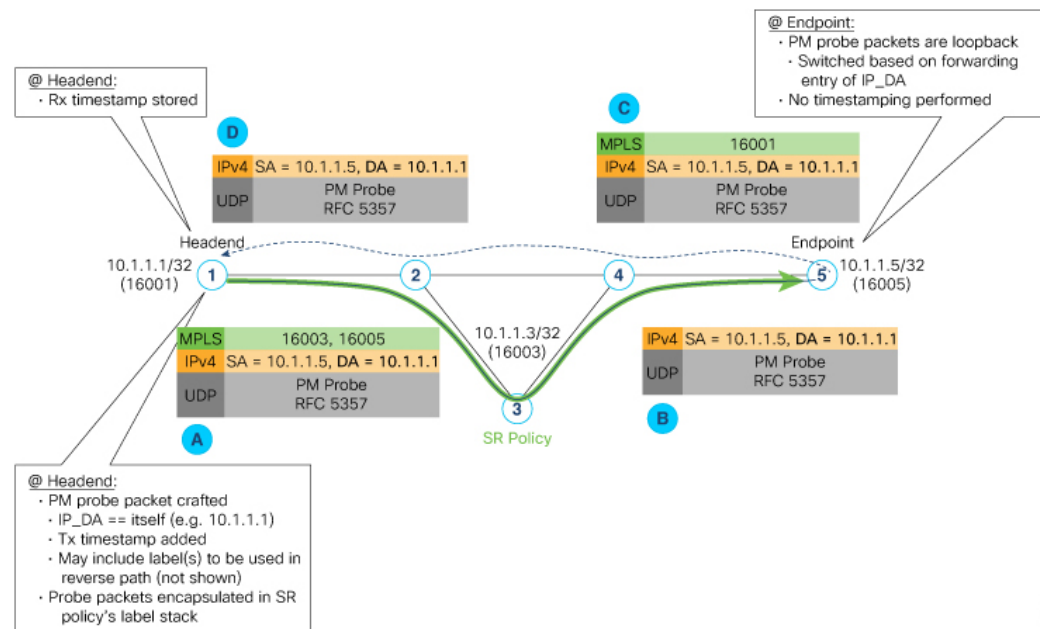 @ Endpoint:
· PM probe packets are loopback
· Switched based on forwarding
entry of IP_DA
· No timestamping performed
@ Headend:
· Rx timestamp stored
D
IPv4 SA = 10.1.1.5, DA = 10.1.1.1
UDP
PM Probe
RFC 5357
C
MPLS 16001
IPv4 SA = 10.1.1.5, DA = 10.1.1.1
UDP
PM Probe
RFC 5357
Headend
10.1.1.1/32
(16001)
1
2
4
5
Endpoint
10.1.1.5/32
(16005)
10.1.1.3/32
(16003)
3
SR Policy
MPLS 16003, 16005
IPv4 SA = 10.1.1.5, DA = 10.1.1.1
UDP
PM Probe
RFC 5357
A
IPv4 SA = 10.1.1.5, DA = 10.1.1.1
UDP
PM Probe
RFC 5357
B
@ Headend:
· PM probe packet crafted
· IP_DA == itself (e.g. 10.1.1.1)
· Tx timestamp added
· May include label(s) to be used in
reverse path (not shown)
· Probe packets encapsulated in SR
policy's label stack